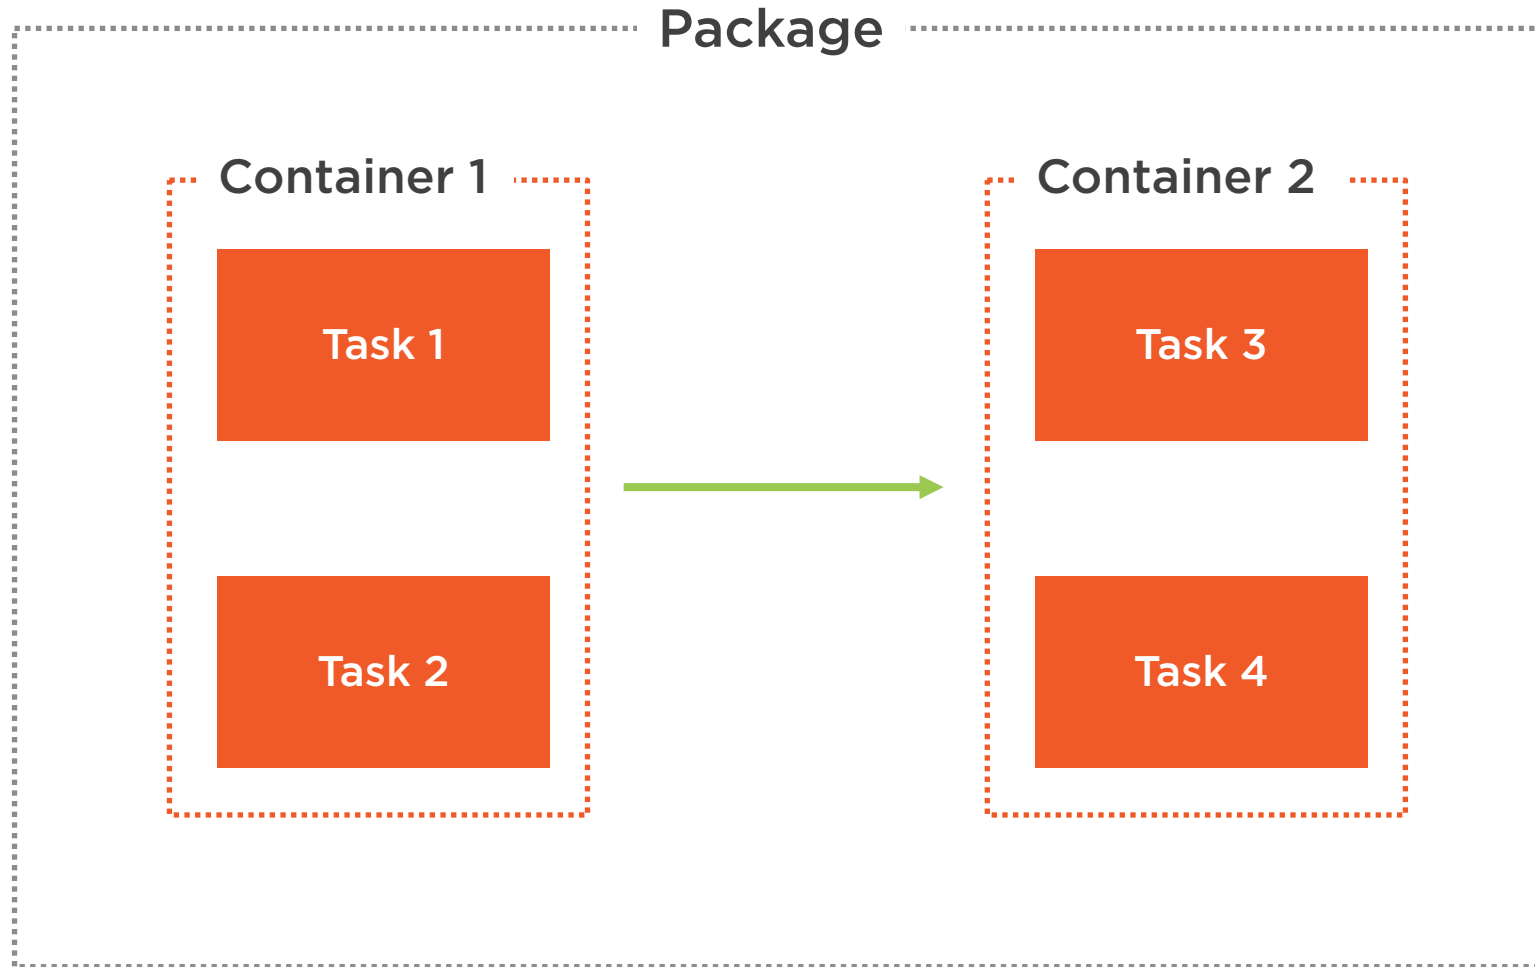 Package
Container 1
Task 1
Task 2
Container 2
Task 3
Task 4